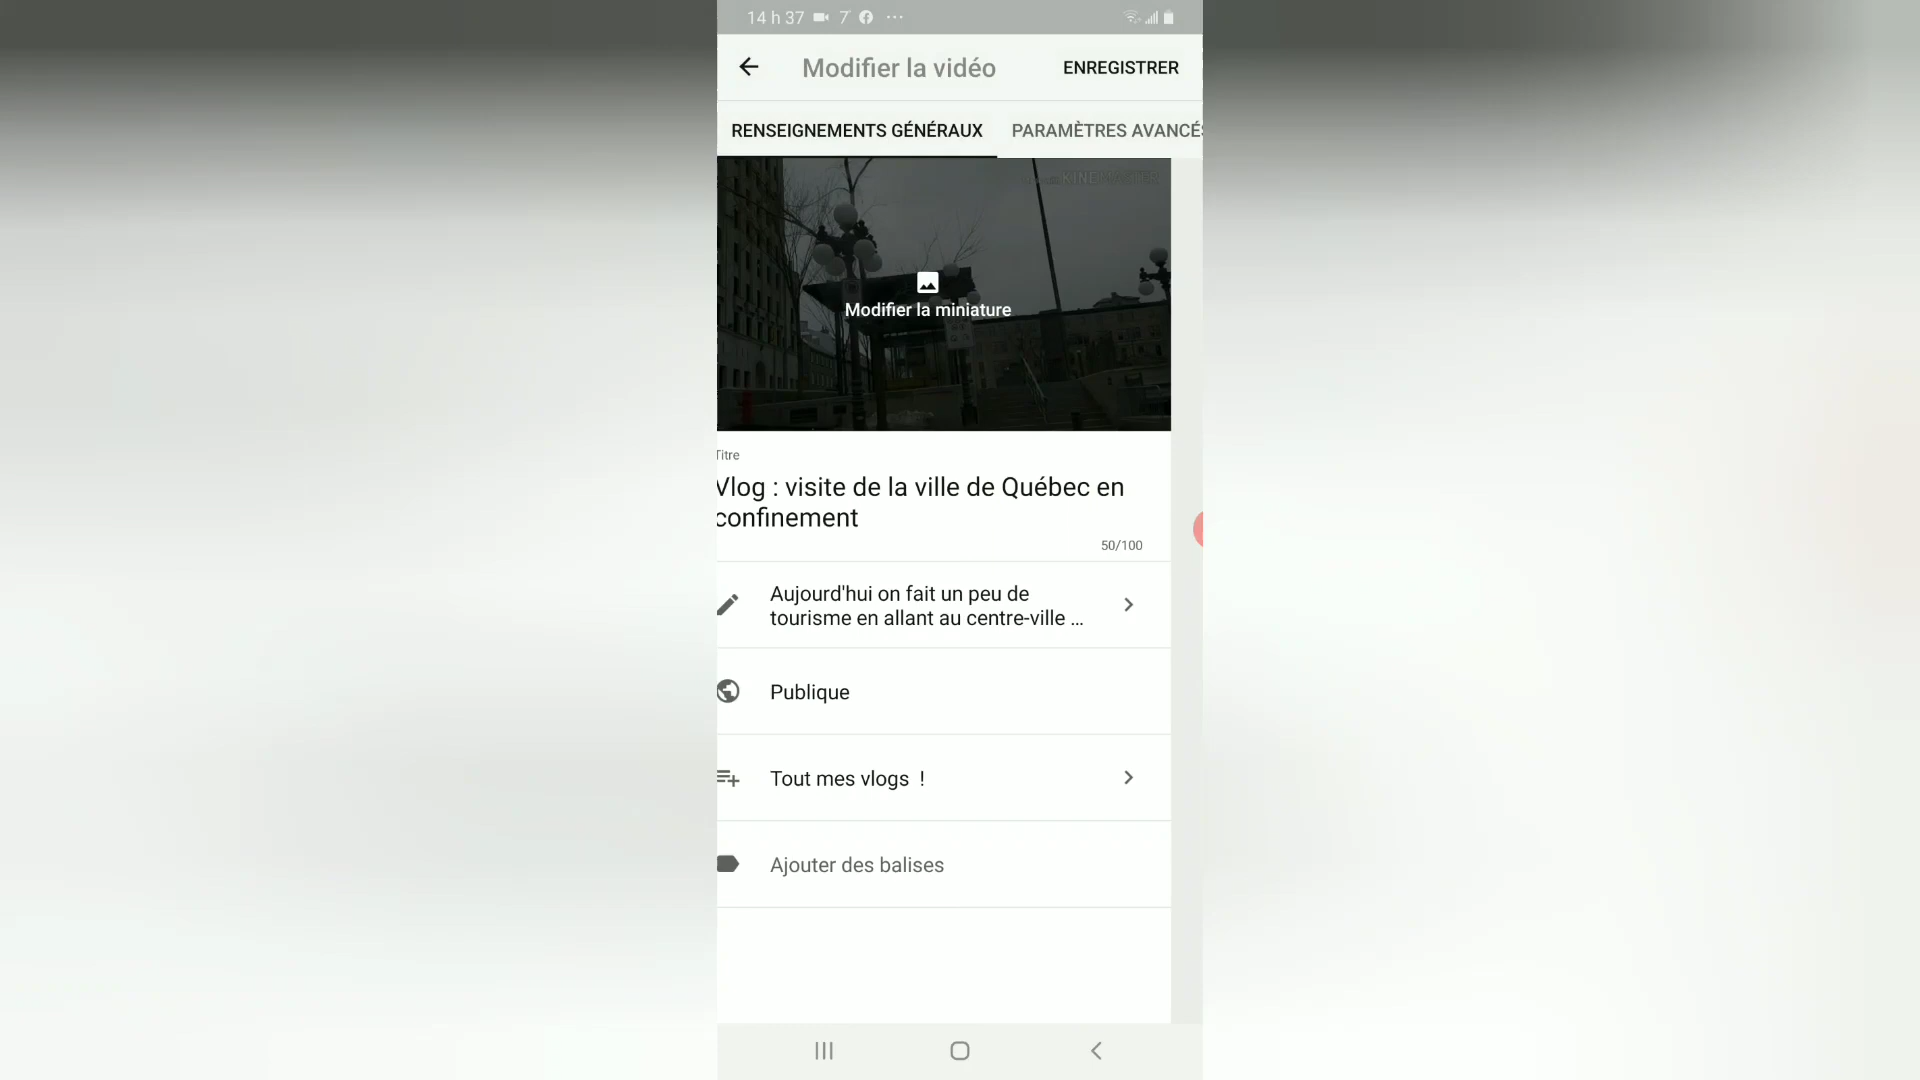 14 h 37
Modifier la vidéo
ENREGISTRER
RENSEIGNEMENTS GÉNÉRAUX
PARAMÈTRES AVANCÉS
KINEMASTER
Modifier la miniature
Titre
Vlog : visite de la ville de Québec en
confinement
50/100
Aujourd'hui on fait un peu de
tourisme en allant au centre-ville ...
Publique
Tout mes vlogs !
Ajouter des balises